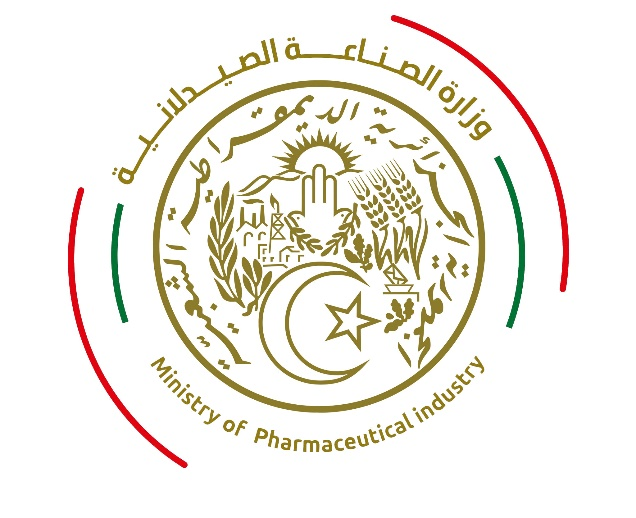 وزارة الصناعة الصيدلانية
الجمهورية الجزائرية الديمقراطية الشعبية
Ministry of Pharmaceutical industry